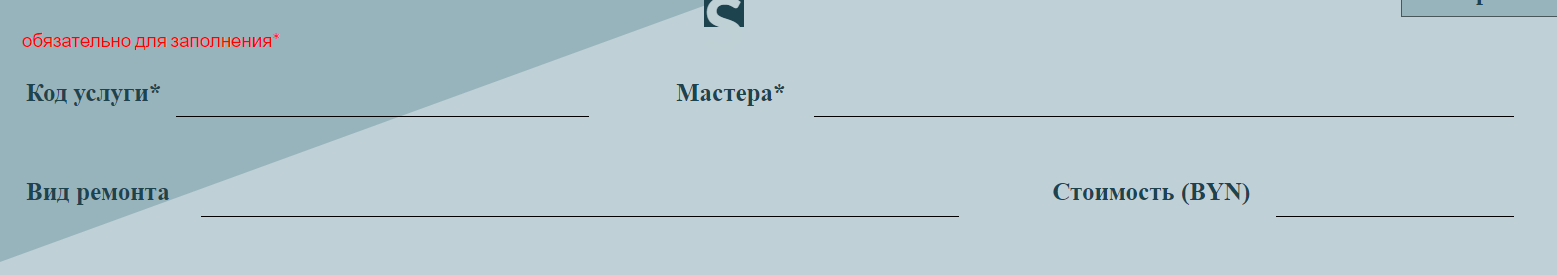 обязательно для заполнения*
Код услуги* Мастера*
Вид ремонта Стоимость (BYN)